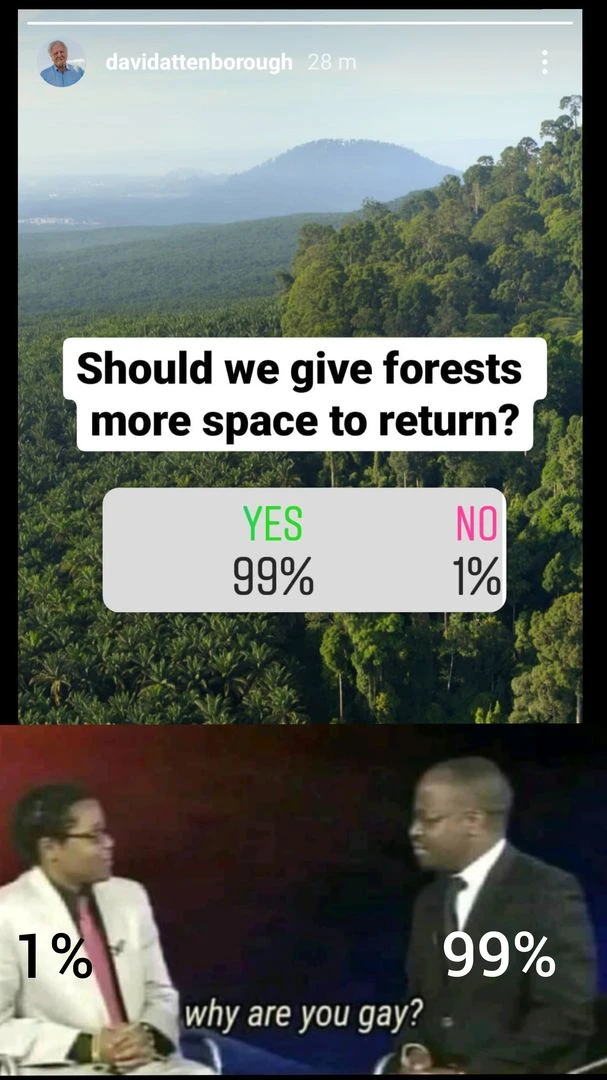 davidattenborough 28 m
Should we give forests
more space to return?
YES NO
99% 1%
1% 99%
why are you gay?